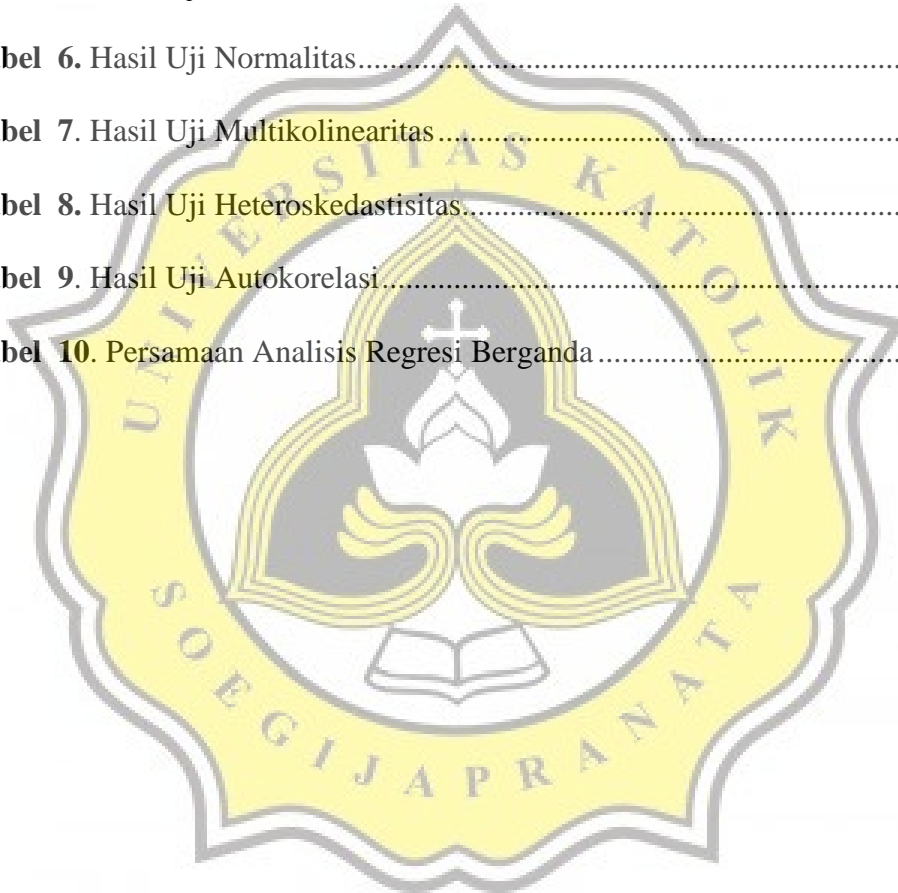 bel 6. Hasil Uji Normalitas................................................................
bel 7. Hasil Uji Multikolinearitas................................................................
bel 8. Hasil Uji Heteroskedastisitas................................................................
bel 9. Hasil Uji Autokorelasi................................................................
bel 10. Persamaan Analisis Regresi Berganda................................................................
UNIVERSITAS KATOLIK
SOEGIJAPRANATA